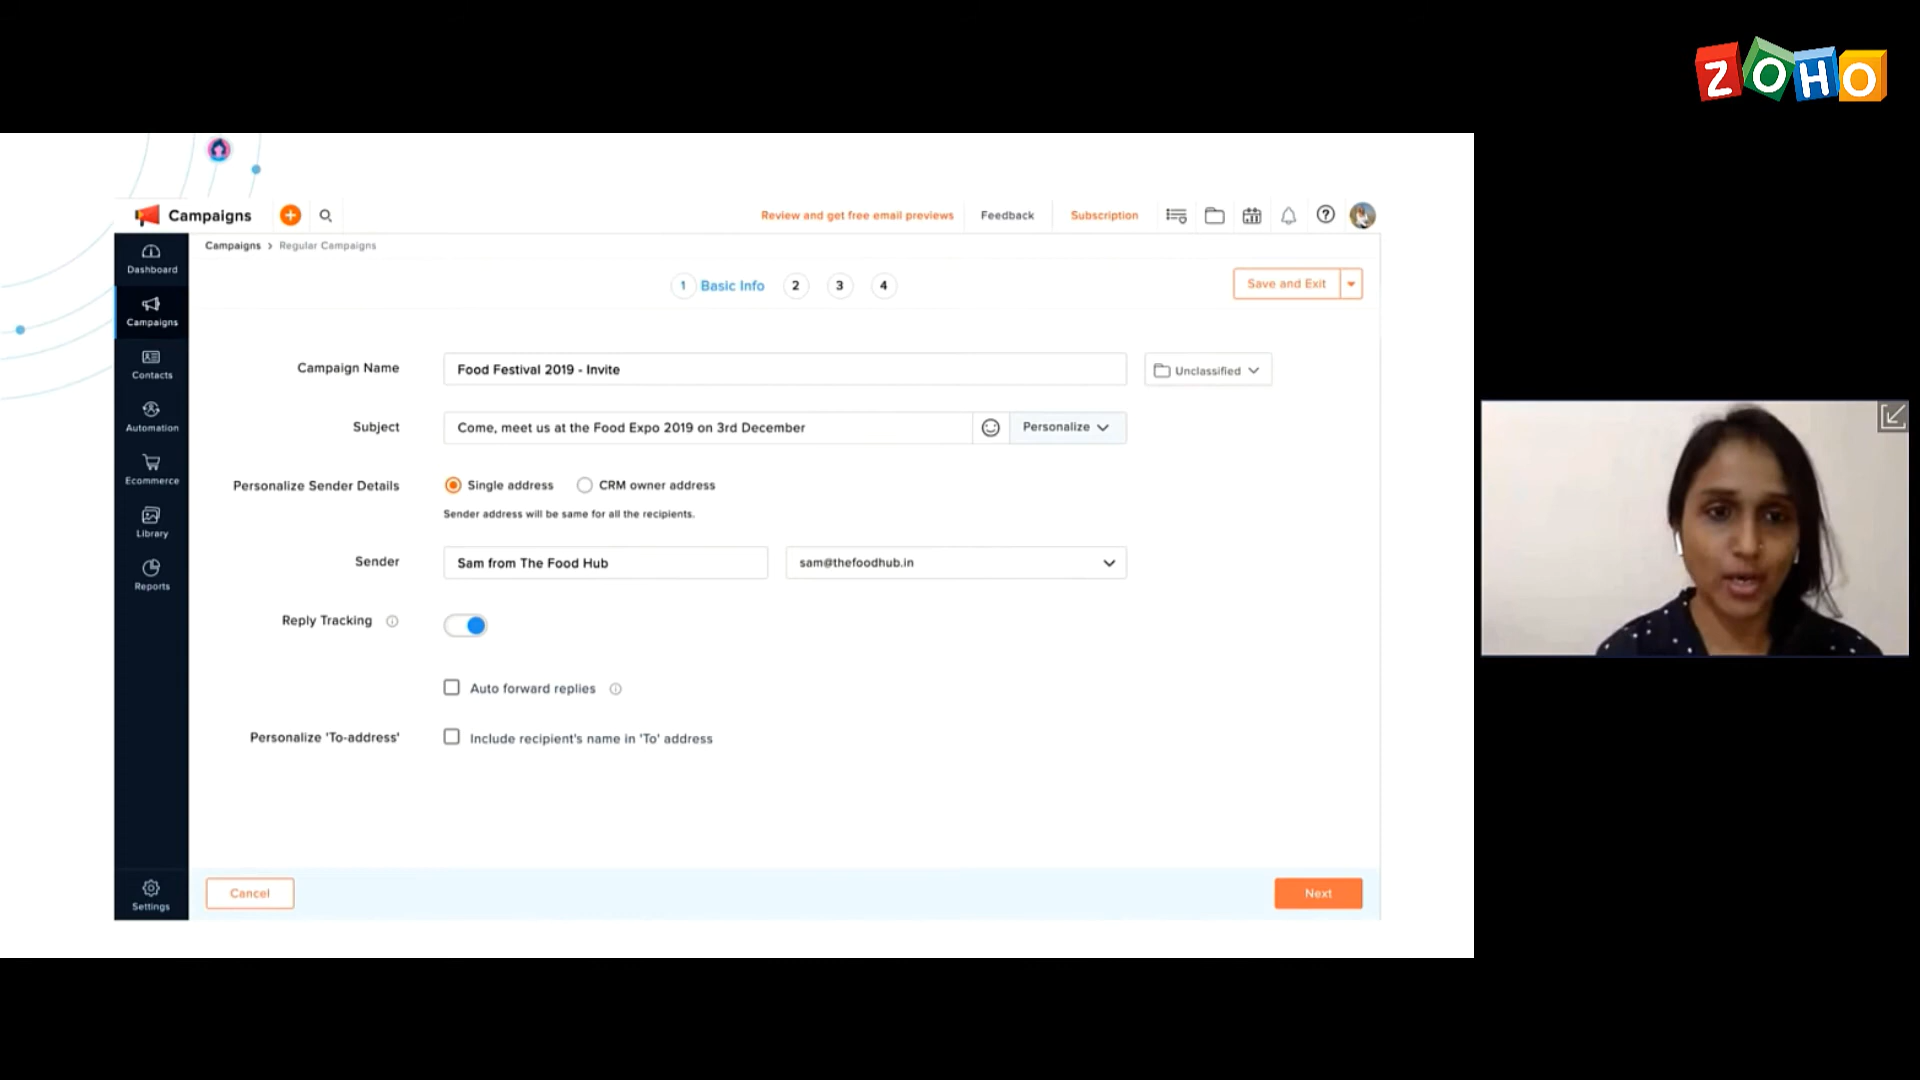 ZOHO
Campaigns
Review and get free email previews
Feedback
Subscription
Dashboard
Campaigns
Contacts
Automation
Ecommerce
Library
Reports
Settings
Campaigns > Regular Campaigns
1 Basic Info 2 3 4
Save and Exit
Campaign Name
Food Festival 2019 - Invite
Unclassified
Subject
Come, meet us at the Food Expo 2019 on 3rd December
Personalize
Personalize Sender Details
Single address
CRM owner address
Sender address will be same for all the recipients.
Sender
Sam from The Food Hub
sam@thefoodhub.in
Reply Tracking
Auto forward replies
Personalize 'To-address'
Include recipient's name in 'To' address
Cancel
Next